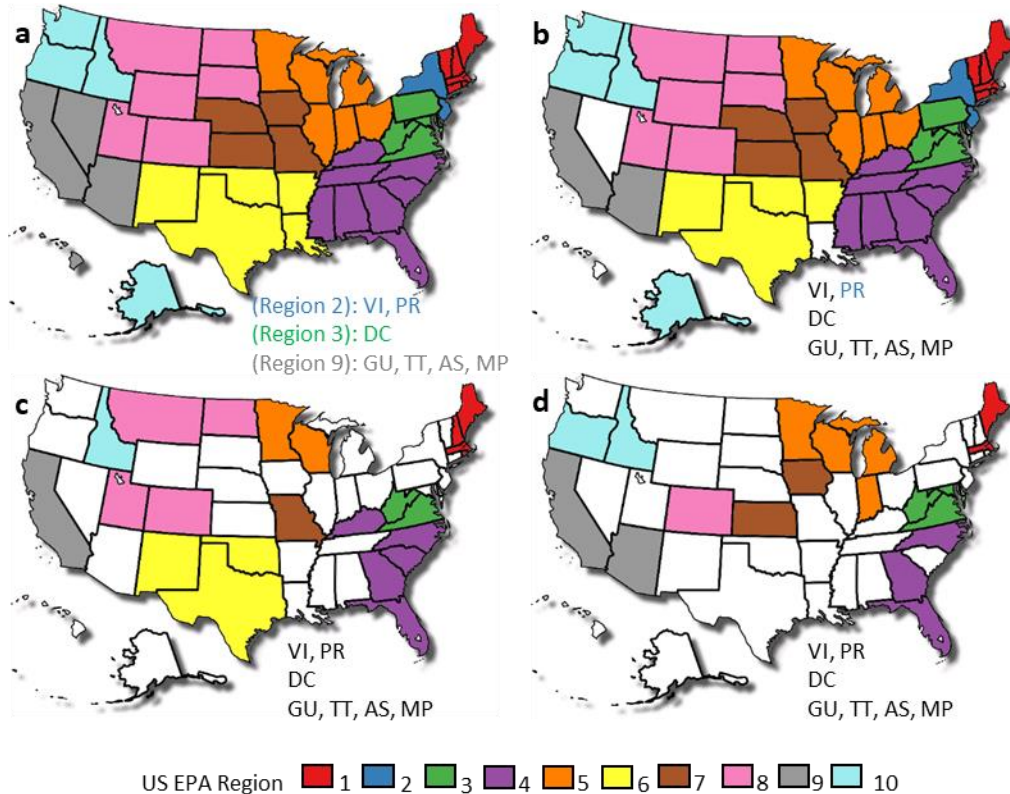 a
(Region 2): VI, PR
(Region 3): DC
(Region 9): GU, TT, AS, MP
b
VI, PR
DC
GU, TT, AS, MP
c
VI, PR
DC
GU, TT, AS, MP
d
VI, PR
DC
GU, TT, AS, MP
US EPA Region 1 2 3 4 5 6 7 8 9 10